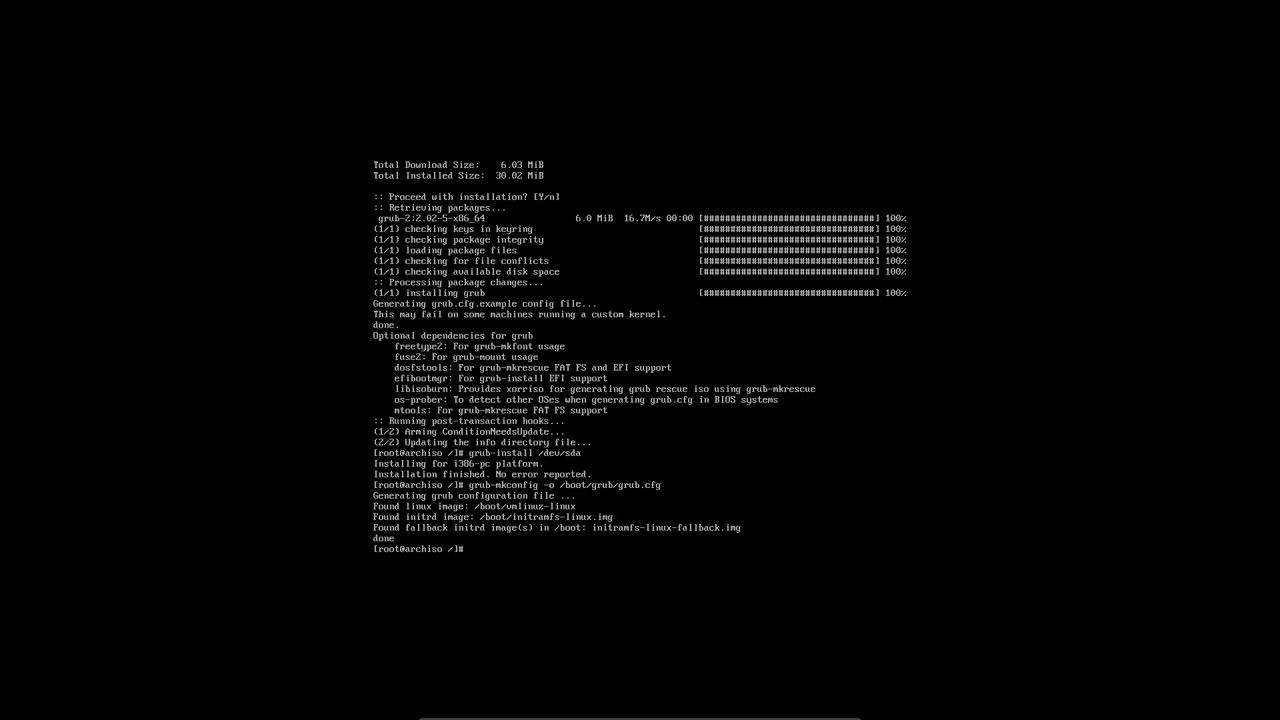 Total Download Size:    6.03 MiB
Total Installed Size:  30.02 MiB
:: Proceed with installation? [Y/n]
:: Retrieving packages...
 grub-2:2.02-5-x86_64                 6.0 MiB  16.7M/s 00:00 [################################] 100%
(1/1) checking keys in keyring                               [################################] 100%
(1/1) checking package integrity                             [################################] 100%
(1/1) loading package files                                  [################################] 100%
(1/1) checking for file conflicts                            [################################] 100%
(1/1) checking available disk space                          [################################] 100%
:: Processing package changes...
(1/1) installing grub                                        [################################] 100%
Generating grub.cfg.example config file...
This may fail on some machines running a custom kernel.
done.
Optional dependencies for grub
    freetype2: For grub-mkfont usage
    fuse2: For grub-mount usage
    dosfstools: For grub-mkrescue FAT FS and EFI support
    efibootmgr: For grub-install EFI support
    libisoburn: Provides xorriso for generating grub rescue iso using grub-mkrescue
    os-prober: To detect other OSes when generating grub.cfg in BIOS systems
    mtools: For grub-mkrescue FAT FS support
:: Running post-transaction hooks...
(1/2) Arming ConditionNeedsUpdate...
(2/2) Updating the info directory file...
[root@archiso /]# grub-install /dev/sda
Installing for i386-pc platform.
Installation finished. No error reported.
[root@archiso /]# grub-mkconfig -o /boot/grub/grub.cfg
Generating grub configuration file ...
Found linux image: /boot/vmlinuz-linux
Found initrd image: /boot/initramfs-linux.img
Found fallback initrd image(s) in /boot: initramfs-linux-fallback.img
done
[root@archiso /]#